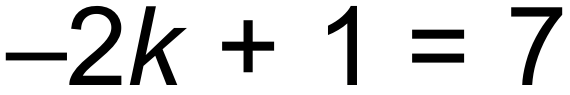 –2k + 1 = 7